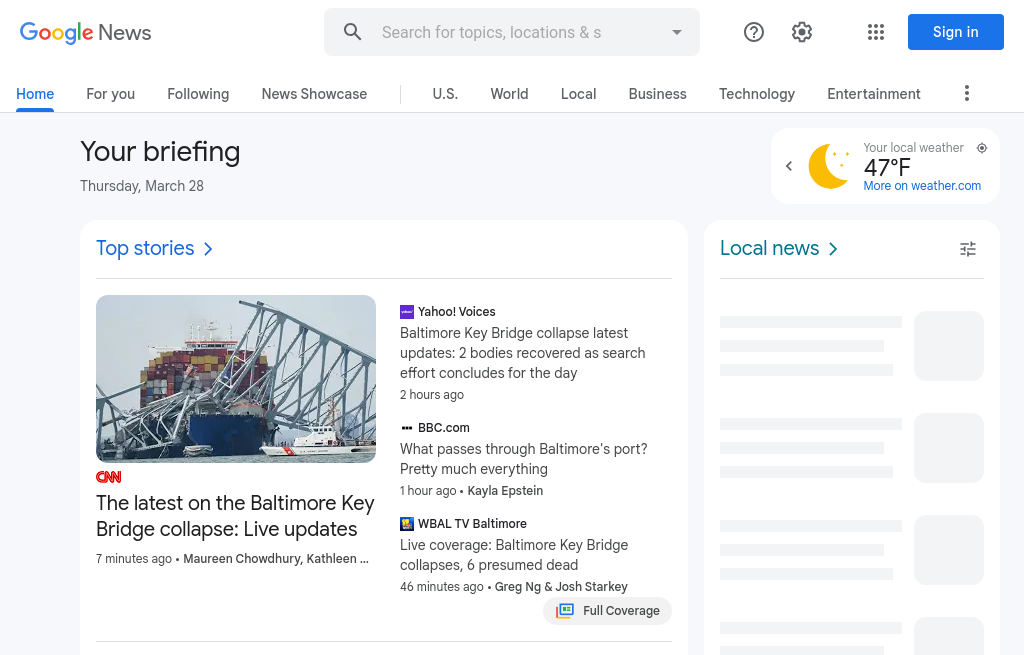 Google News
Search for topics, locations & s
Sign in
Home
For you
Following
News Showcase
U.S.
World
Local
Business
Technology
Entertainment
Your briefing
Thursday, March 28
Your local weather
47°F
More on weather.com
Top stories
CNN
The latest on the Baltimore Key
Bridge collapse: Live updates
7 minutes ago • Maureen Chowdhury, Kathleen ...
Yahoo! Voices
Baltimore Key Bridge collapse latest
updates: 2 bodies recovered as search
effort concludes for the day
2 hours ago
BBC.com
What passes through Baltimore's port?
Pretty much everything
1 hour ago • Kayla Epstein
WBAL TV Baltimore
Live coverage: Baltimore Key Bridge
collapses, 6 presumed dead
46 minutes ago • Greg Ng & Josh Starkey
Full Coverage
Local news